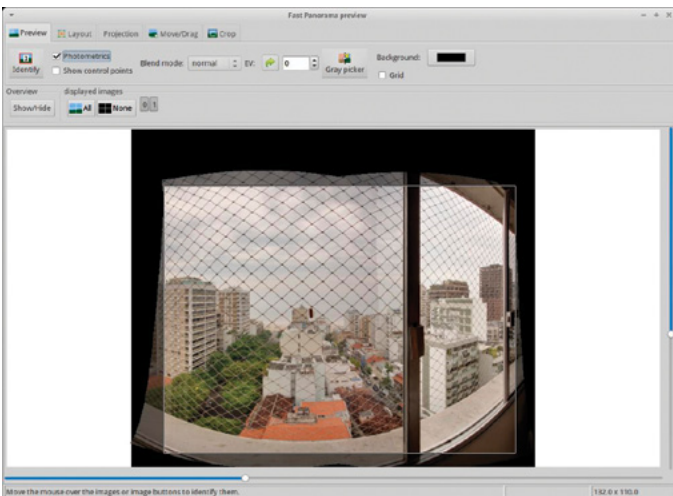 Fast Panorama preview
Preview Layout Projection Move/Drag Crop
Identify
Photometrics
Show control points
Blend mode: normal EV: 0
Gray picker
Background:
Grid
Overview displayed images
Show/Hide All None 0 1
Move the mouse over the images or image buttons to identify them. 132.0 x 110.0